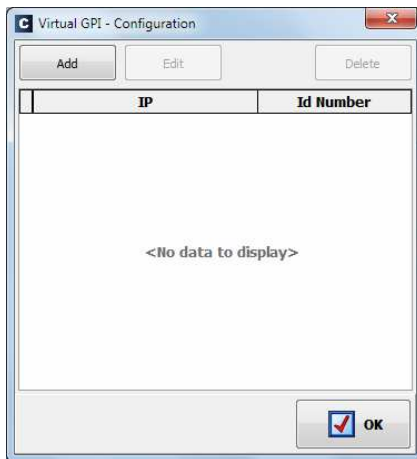 C Virtual GPI - Configuration
Add Edit Delete
IP Id Number
<No data to display>
OK